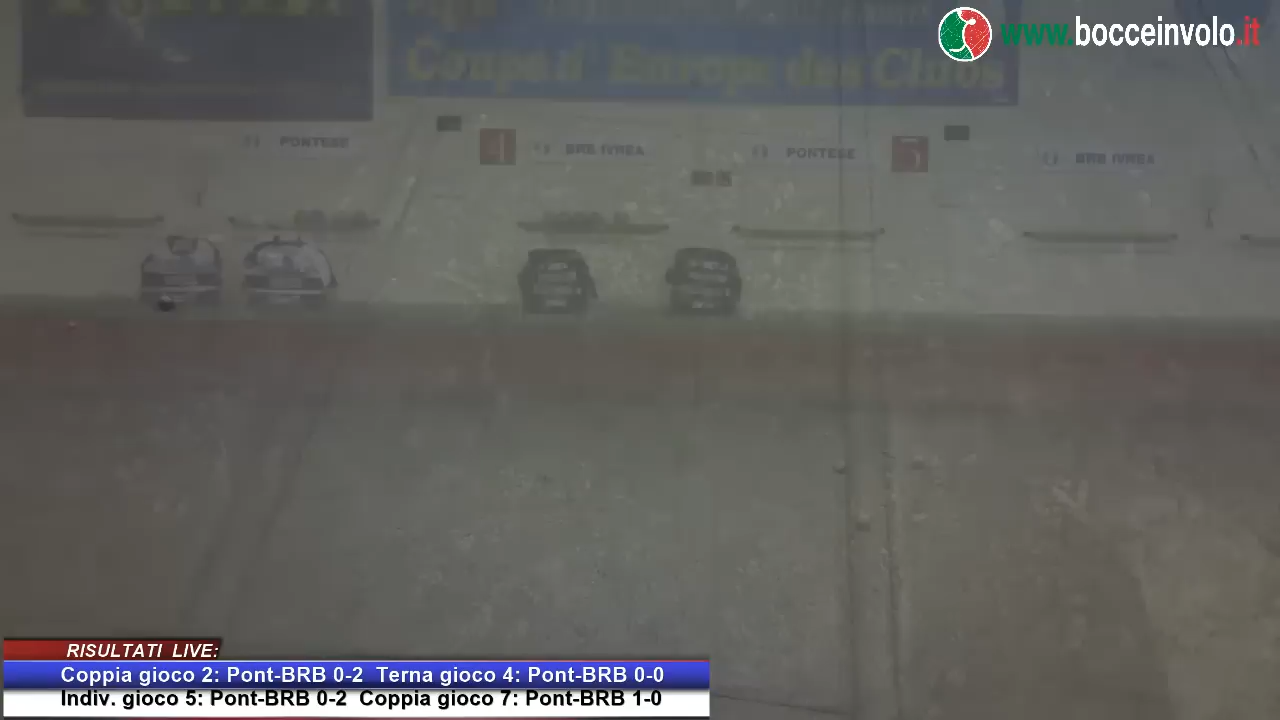 www.bocceinvolo.it
Coupe d' Europe des Clubs
PONTESE
1
BRB IVREA
PONTESE
5
BRB IVREA
RISULTATI LIVE:
Coppia gioco 2: Pont-BRB 0-2 Terna gioco 4: Pont-BRB 0-0
Indiv. gioco 5: Pont-BRB 0-2 Coppia gioco 7: Pont-BRB 1-0